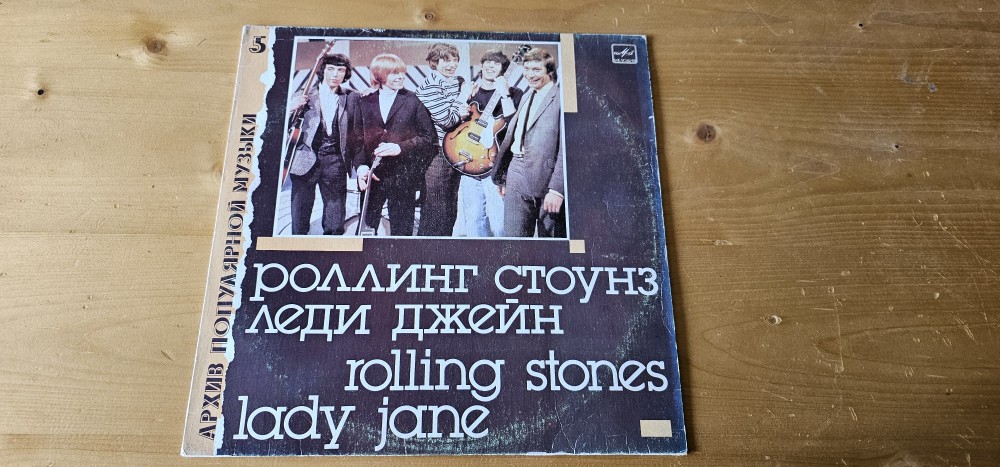 5
АРХИВ ПОПУЛЯРНОЙ МУЗЫКИ
роллинг стоунз
леди джейн
rolling stones
lady jane